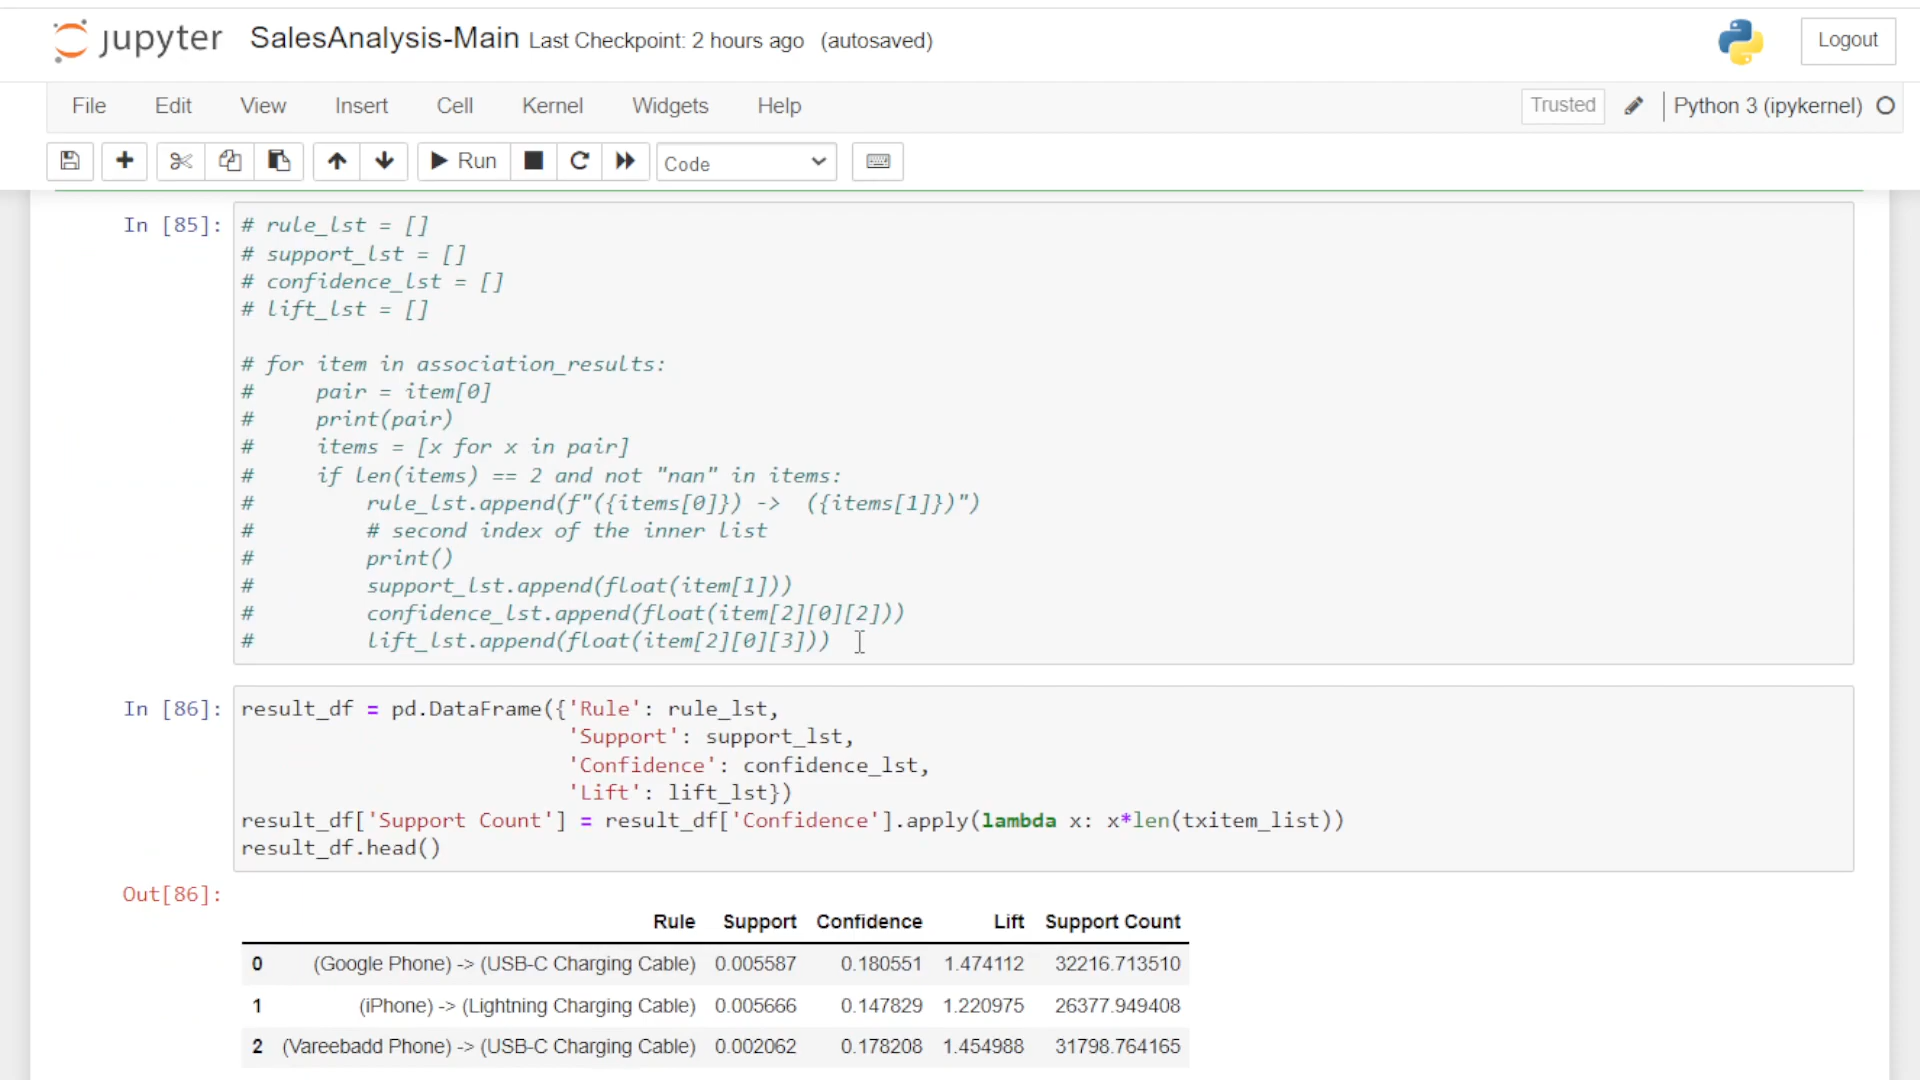 jupyter SalesAnalysis-Main Last Checkpoint: 2 hours ago (autosaved) Logout
File Edit View Insert Cell Kernel Widgets Help Trusted Python 3 (ipykernel)
Run Code
In [85]: # rule_lst = []
# support_lst = []
# confidence_lst = []
# lift_lst = []
# for item in association_results:
#     pair = item[0]
#     print(pair)
#     items = [x for x in pair]
#     if len(items) == 2 and not "nan" in items:
#         rule_lst.append(f"({items[0]}) ->  ({items[1]})")
#         # second index of the inner list
#         print()
#         support_lst.append(float(item[1]))
#         confidence_lst.append(float(item[2][0][2]))
#         lift_lst.append(float(item[2][0][3]))
In [86]: result_df = pd.DataFrame({'Rule': rule_lst,
'Support': support_lst,
'Confidence': confidence_lst,
'Lift': lift_lst})
result_df['Support Count'] = result_df['Confidence'].apply(lambda x: x*len(txitem_list))
result_df.head()
Out[86]:
Rule Support Confidence Lift Support Count
0 (Google Phone) -> (USB-C Charging Cable) 0.005587 0.180551 1.474112 32216.713510
1 (iPhone) -> (Lightning Charging Cable) 0.005666 0.147829 1.220975 26377.949408
2 (Vareebadd Phone) -> (USB-C Charging Cable) 0.002062 0.178208 1.454988 31798.764165